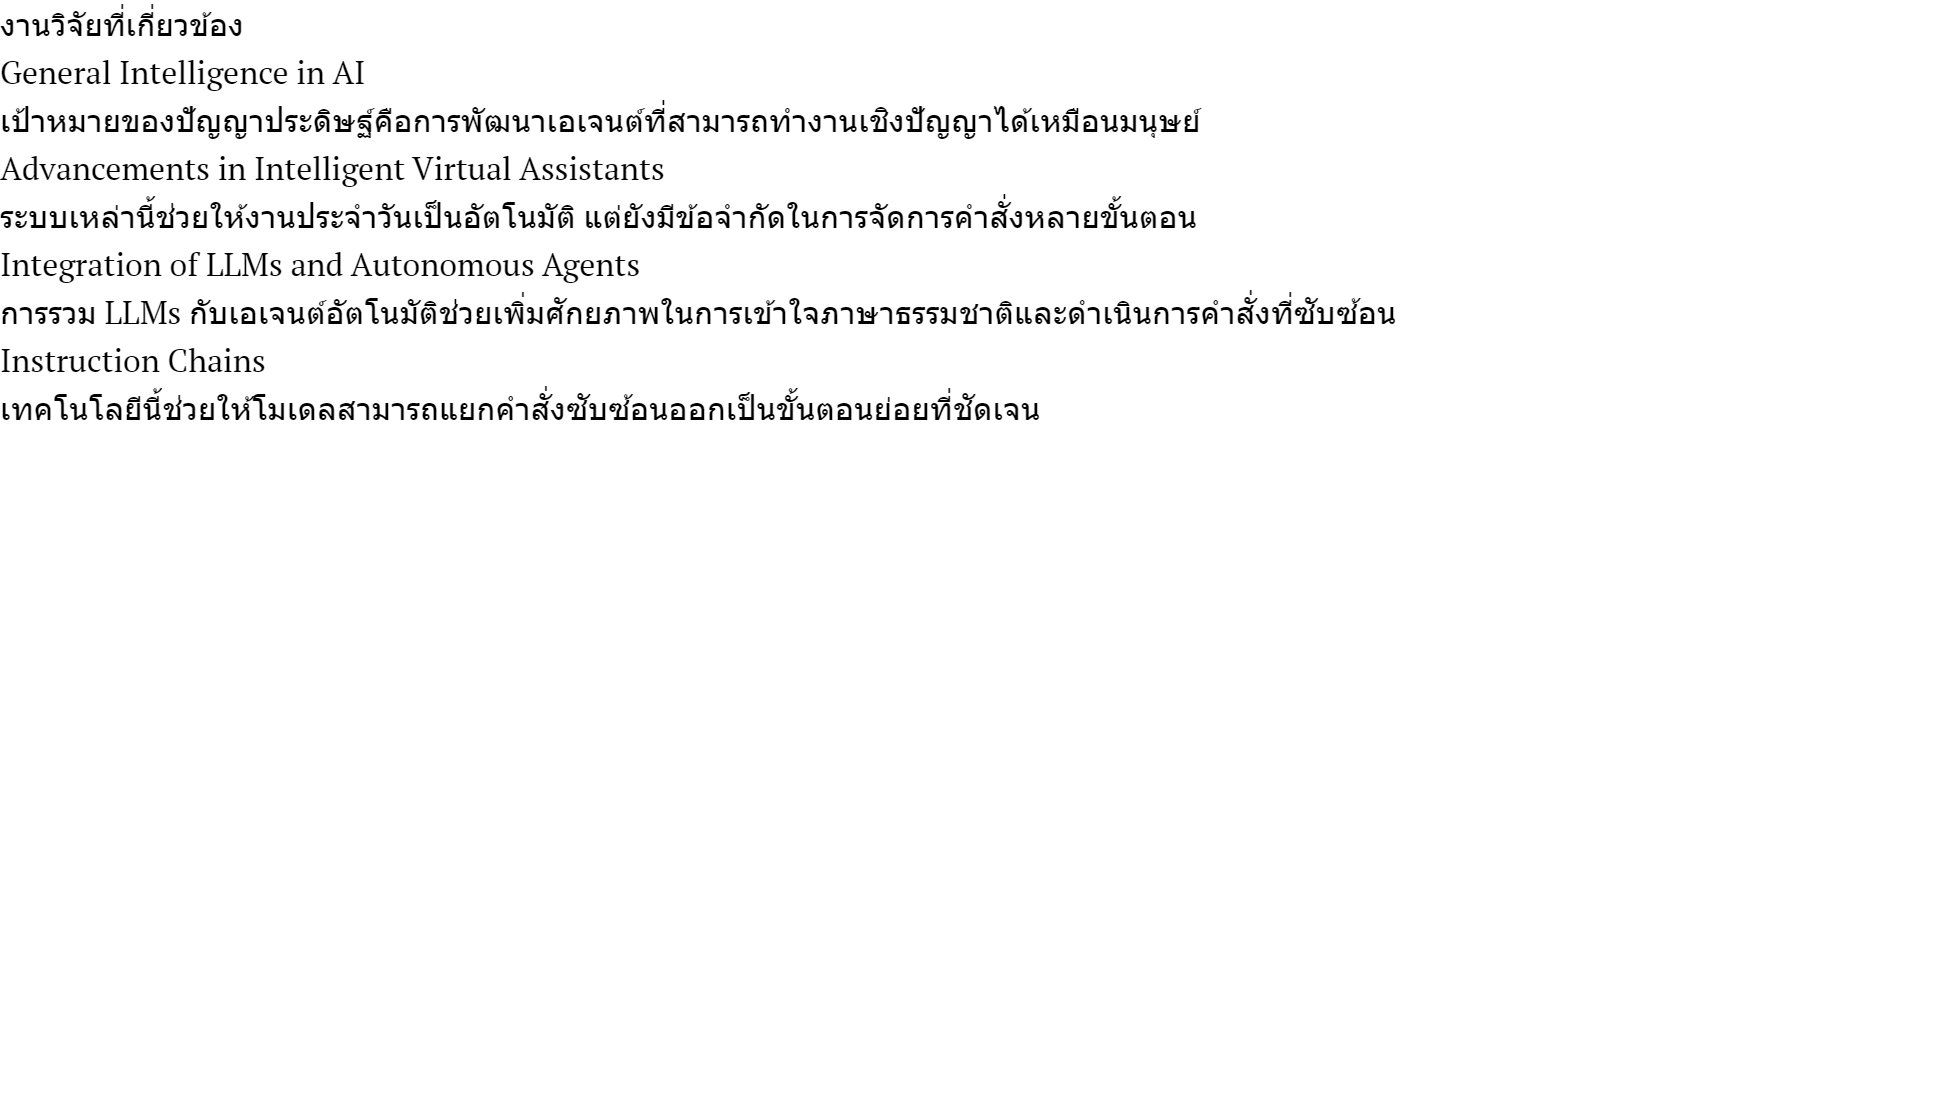 งานวิจัยที่เกี่ยวข้อง
General Intelligence in AI
เป้าหมายของปัญญาประดิษฐ์คือการพัฒนาเอเจนต์ที่สามารถทำงานเชิงปัญญาได้เหมือนมนุษย์
Advancements in Intelligent Virtual Assistants
ระบบเหล่านี้ช่วยให้งานประจำวันเป็นอัตโนมัติ แต่ยังมีข้อจำกัดในการจัดการคำสั่งหลายขั้นตอน
Integration of LLMs and Autonomous Agents
การรวม LLMs กับเอเจนต์อัตโนมัติช่วยเพิ่มศักยภาพในการเข้าใจภาษาธรรมชาติและดำเนินการคำสั่งที่ซับซ้อน
Instruction Chains
เทคโนโลยีนี้ช่วยให้โมเดลสามารถแยกคำสั่งซับซ้อนออกเป็นขั้นตอนย่อยที่ชัดเจน